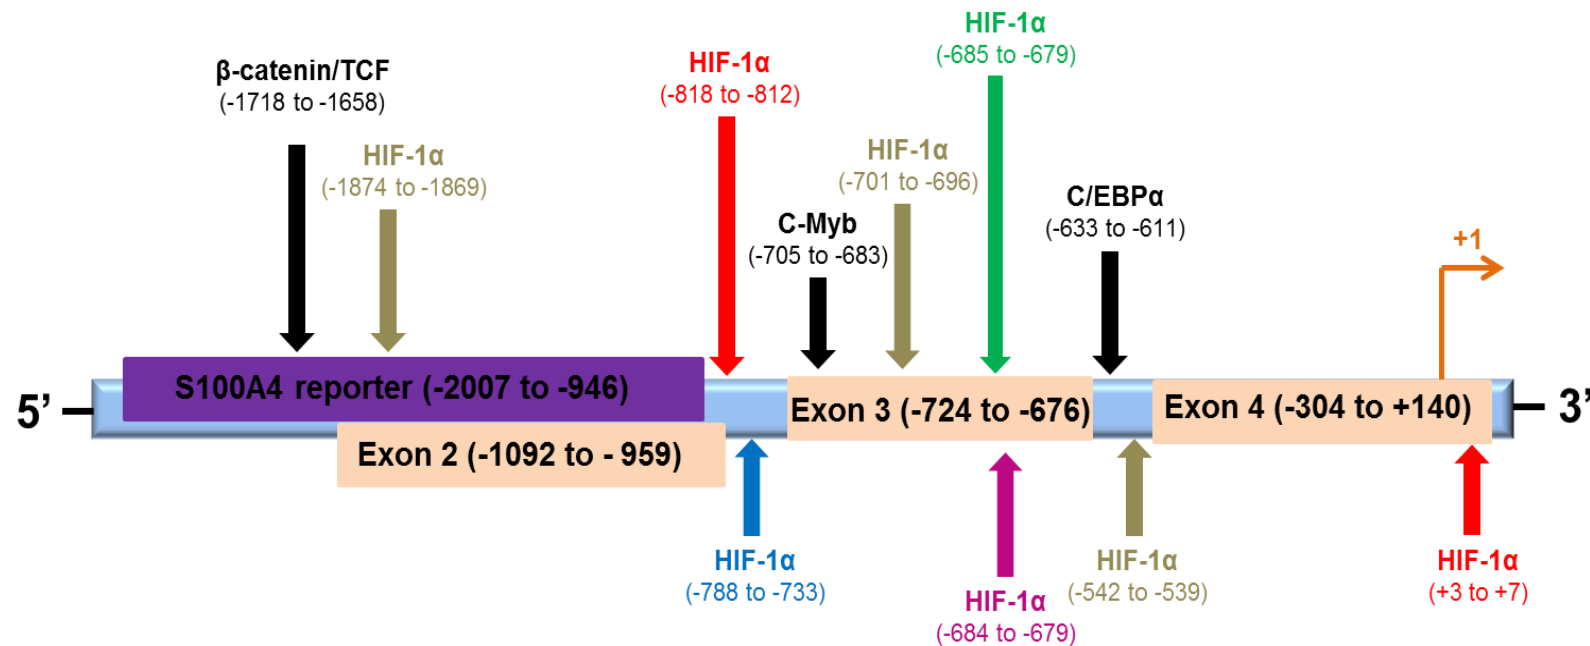 HIF-1α
(-685 to -679)
β-catenin/TCF
(-1718 to -1658)
HIF-1α
(-818 to -812)
HIF-1α
(-1874 to -1869)
HIF-1α
(-701 to -696)
C/EBPα
(-633 to -611)
C-Myb
(-705 to -683)
+1
5’
S100A4 reporter (-2007 to -946)
Exon 3 (-724 to -676)
Exon 4 (-304 to +140)
3’
Exon 2 (-1092 to - 959)
HIF-1α
(-788 to -733)
HIF-1α
(-684 to -679)
HIF-1α
(-542 to -539)
HIF-1α
(+3 to +7)